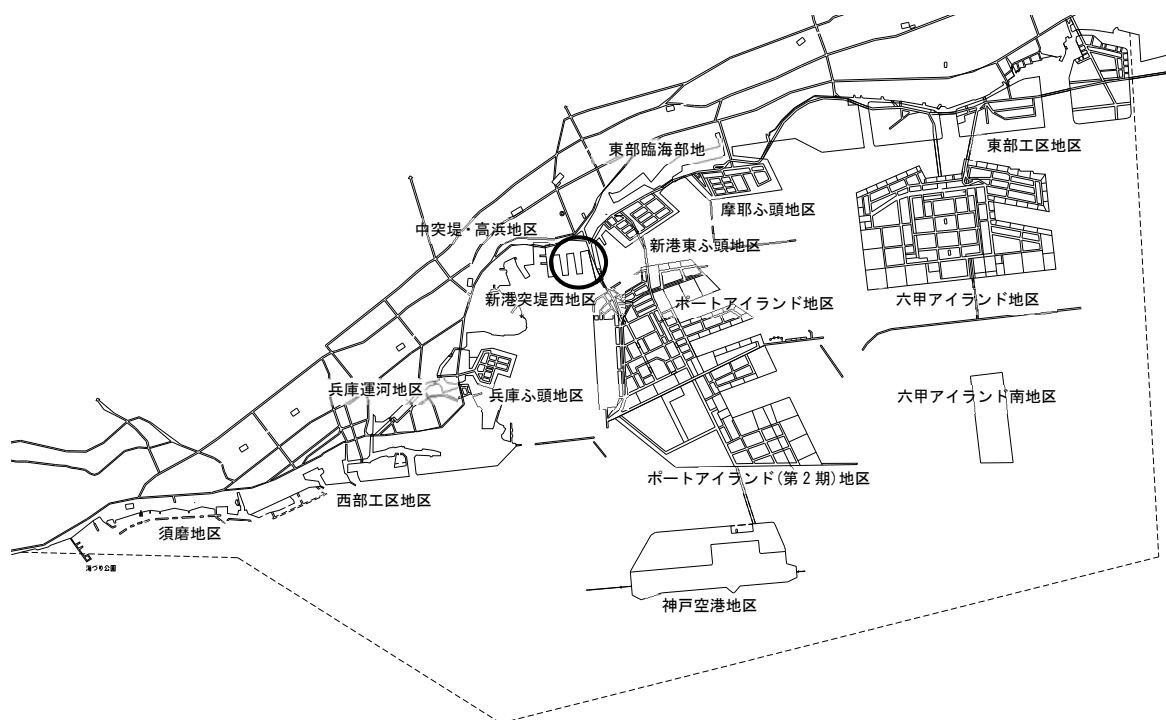 東部臨海部地
東部工区地区
摩耶ふ頭地区
中突堤・高浜地区
新港東ふ頭地区
新港突堤西地区
ポートアイランド地区
六甲アイランド地区
兵庫運河地区
兵庫ふ頭地区
六甲アイランド南地区
ポートアイランド(第2期)地区
西部工区地区
須磨地区
海づり公園
神戸空港地区